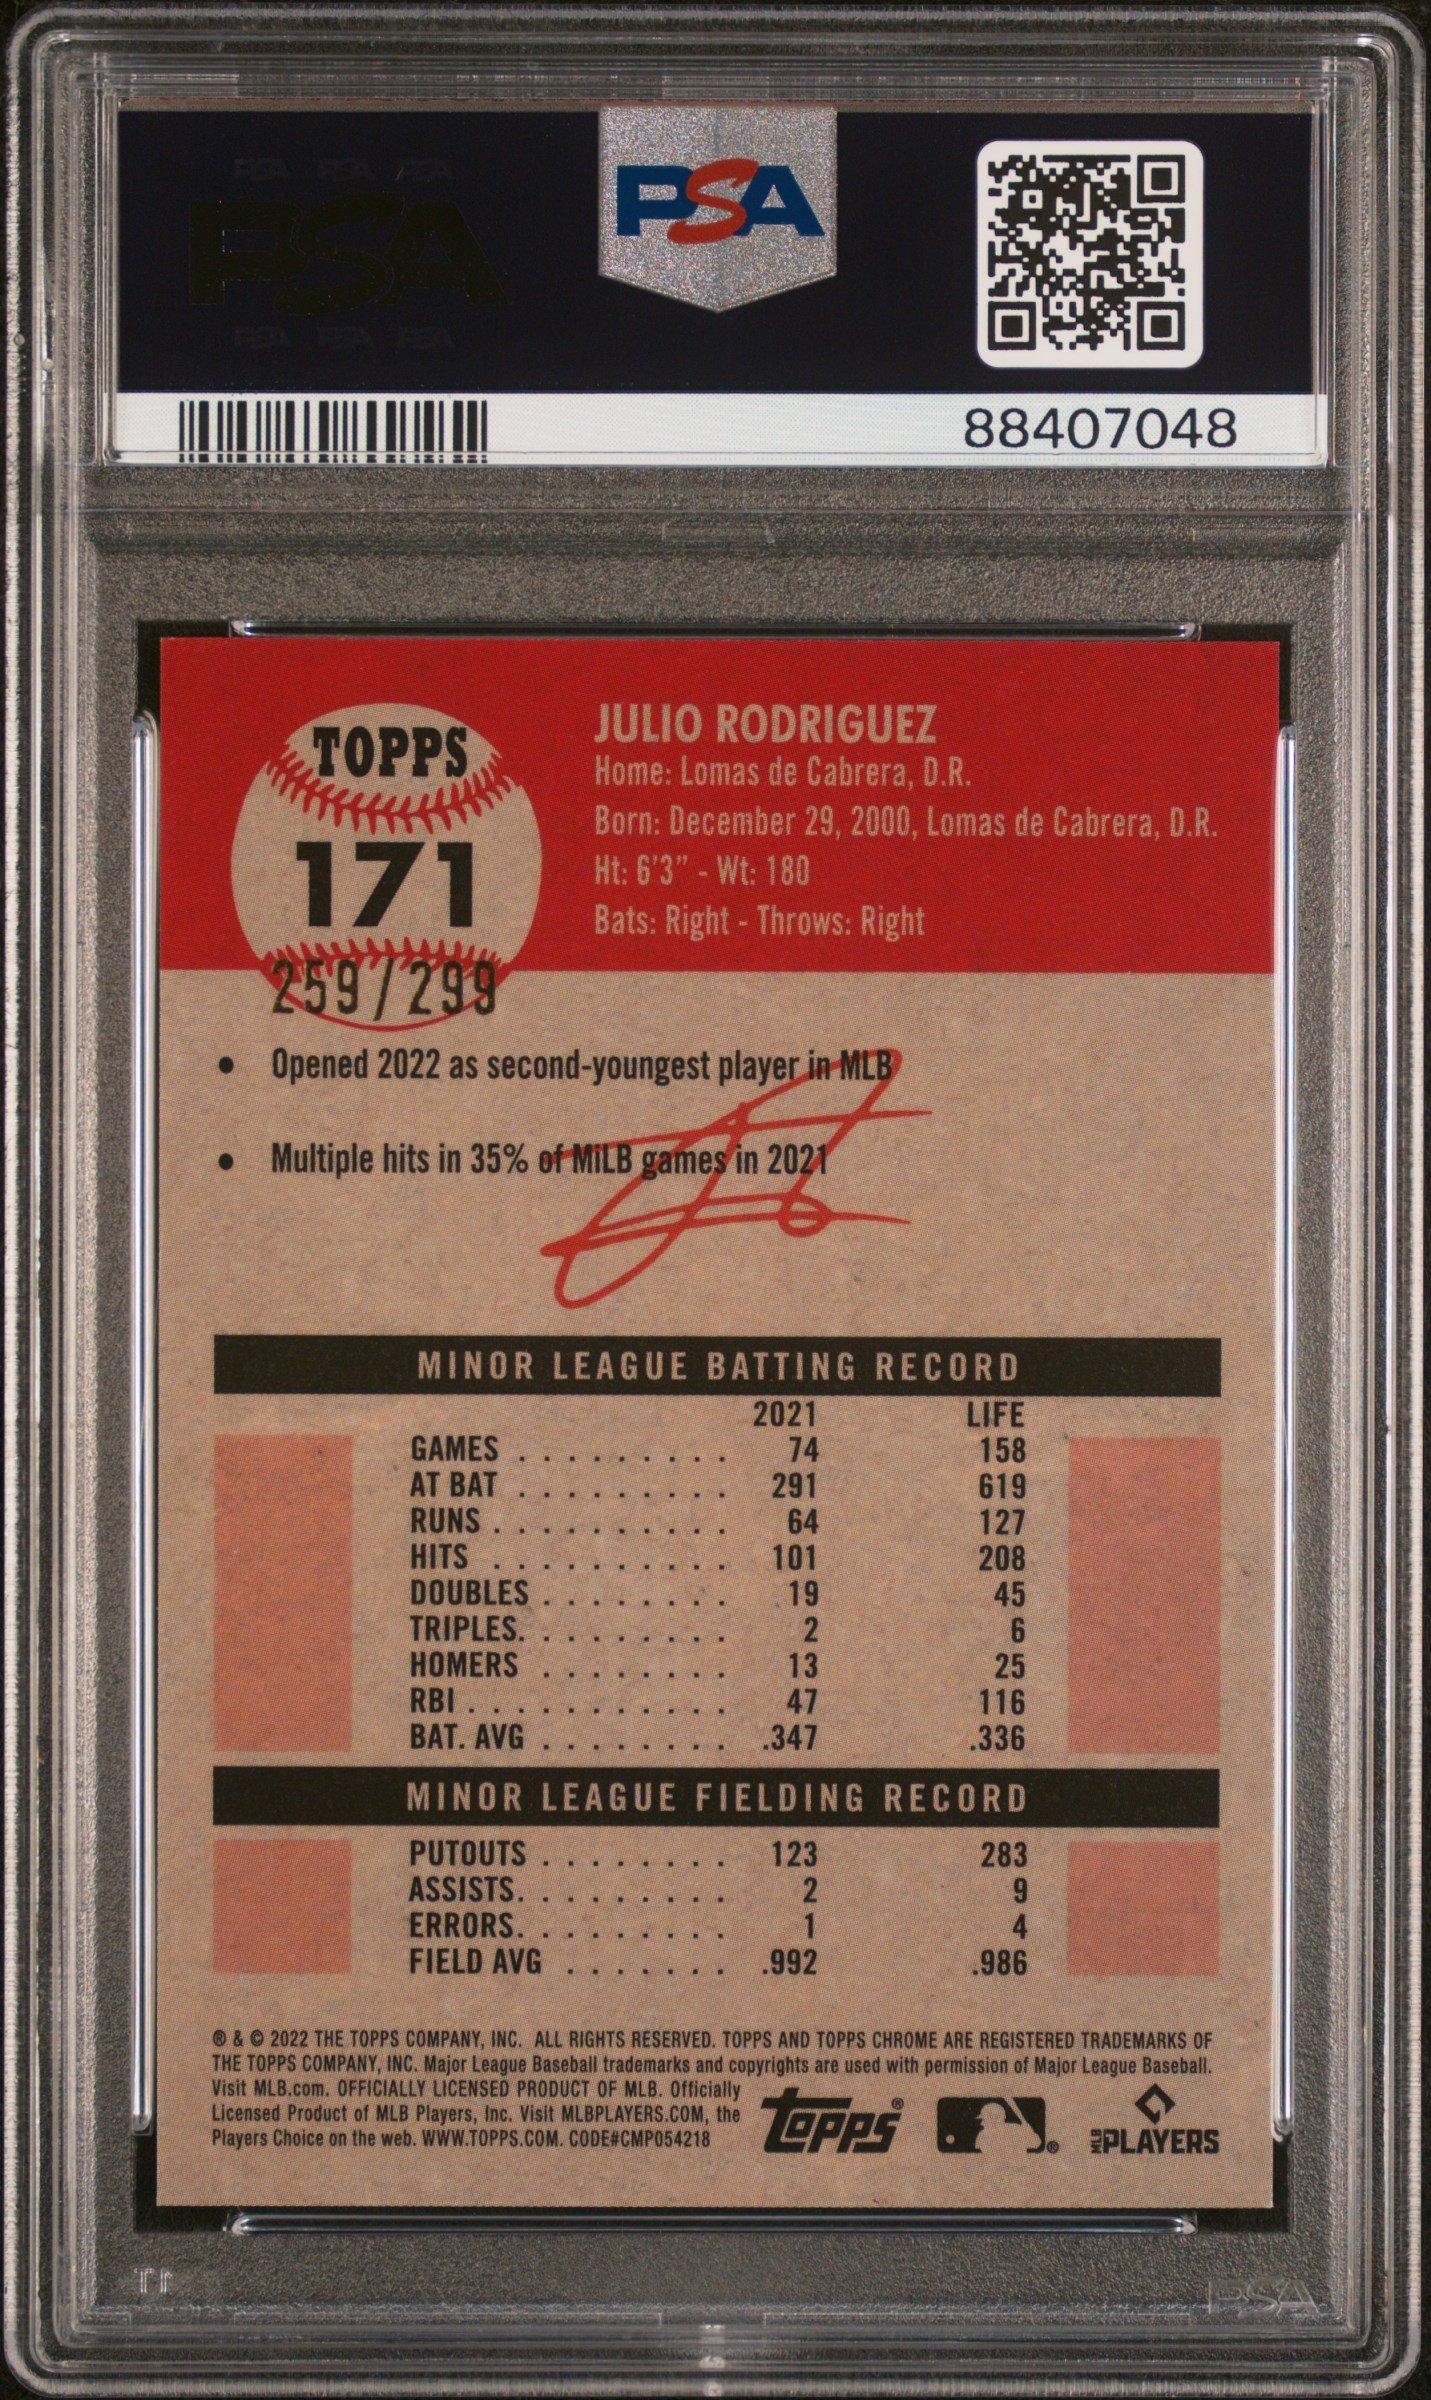 PSA PSA PSA
PSA
PSA PSA PSA
PSA
88407048
TOPPS
171
259/299
JULIO RODRIGUEZ
Home: Lomas de Cabrera, D.R.
Born: December 29, 2000, Lomas de Cabrera, D.R.
Ht: 6'3" - Wt: 180
Bats: Right - Throws: Right
• Opened 2022 as second-youngest player in MLB
• Multiple hits in 35% of MiLB games in 2021
MINOR LEAGUE BATTING RECORD
2021 LIFE
GAMES . . . . . . . . . 74 158
AT BAT . . . . . . . . . 291 619
RUNS . . . . . . . . . . 64 127
HITS . . . . . . . . . . 101 208
DOUBLES . . . . . . . . 19 45
TRIPLES. . . . . . . . . 2 6
HOMERS . . . . . . . . 13 25
RBI . . . . . . . . . . . 47 116
BAT. AVG . . . . . . . . .347 .336
MINOR LEAGUE FIELDING RECORD
PUTOUTS . . . . . . . . 123 283
ASSISTS. . . . . . . . . 2 9
ERRORS. . . . . . . . . 1 4
FIELD AVG . . . . . . . .992 .986
® & © 2022 THE TOPPS COMPANY, INC. ALL RIGHTS RESERVED. TOPPS AND TOPPS CHROME ARE REGISTERED TRADEMARKS OF
THE TOPPS COMPANY, INC. Major League Baseball trademarks and copyrights are used with permission of Major League Baseball.
Visit MLB.com. OFFICIALLY LICENSED PRODUCT OF MLB. Officially
Licensed Product of MLB Players, Inc. Visit MLBPLAYERS.COM, the
Players Choice on the web. WWW.TOPPS.COM. CODE#CMP054218
topps®
®
MLB PLAYERS
PSA